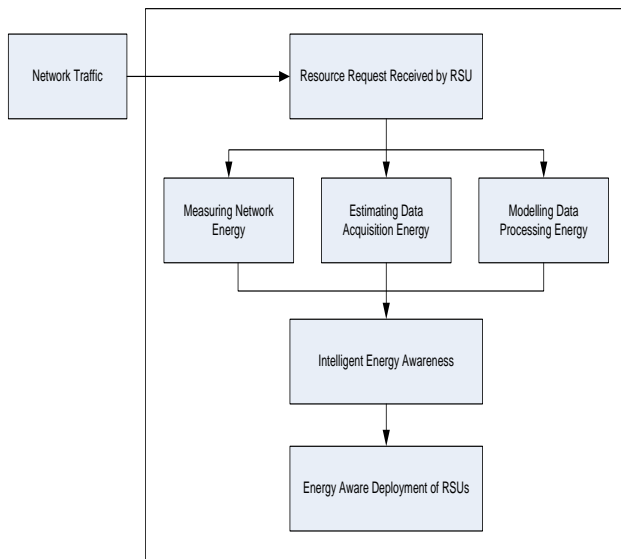 Network Traffic
Resource Request Received by RSU
Measuring Network
Energy
Estimating Data
Acquisition Energy
Modelling Data
Processing Energy
Intelligent Energy Awareness
Energy Aware Deployment of RSUs